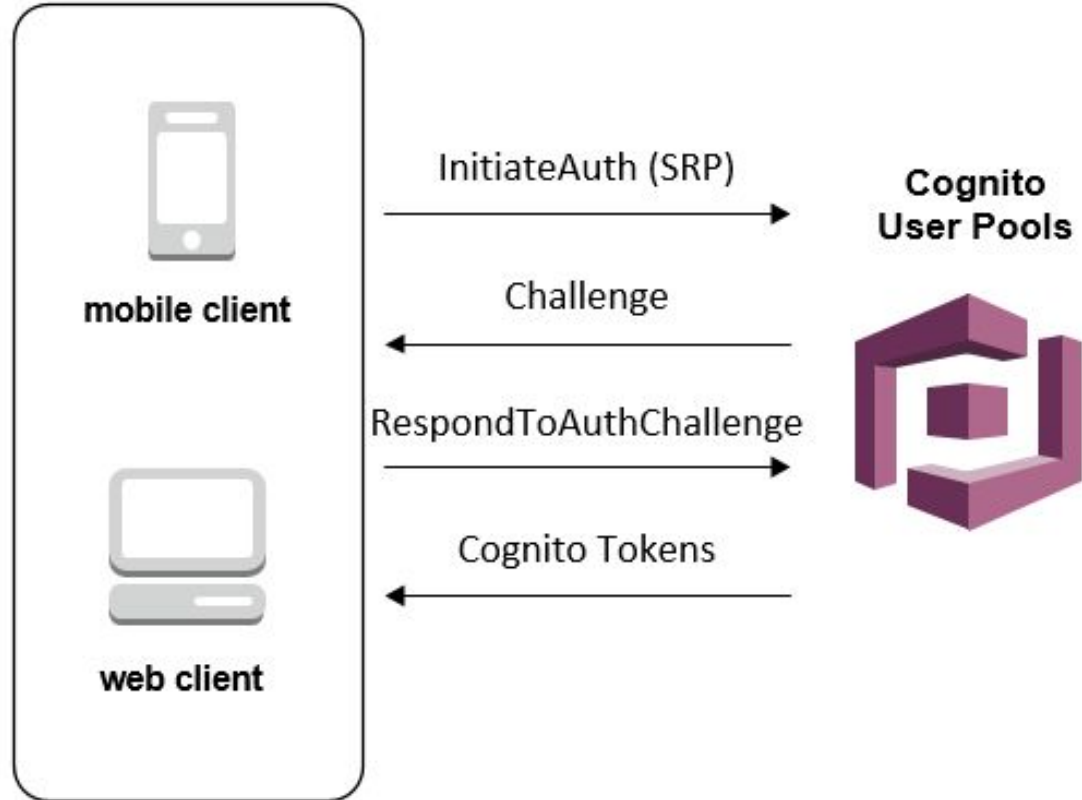 InitiateAuth (SRP)
Cognito
User Pools
mobile client
Challenge
RespondToAuthChallenge
Cognito Tokens
web client